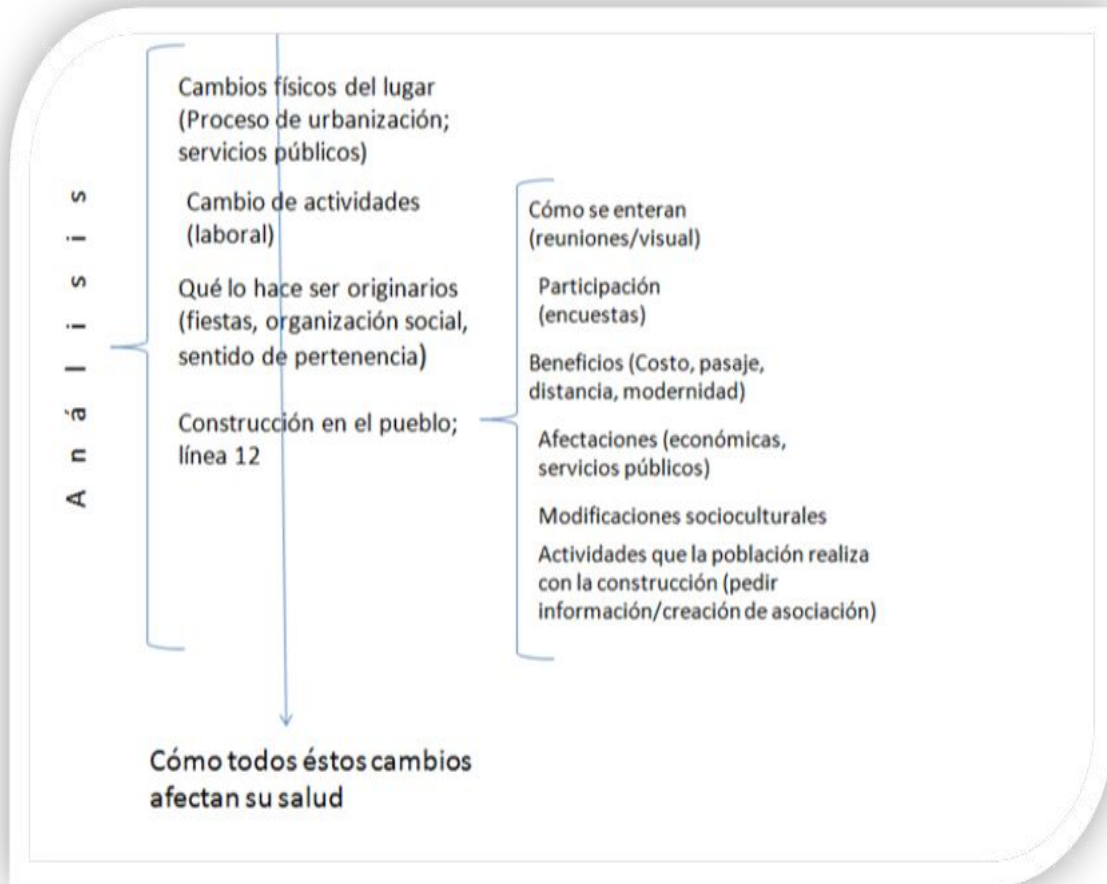 Análisis
Cambios físicos del lugar
(Proceso de urbanización;
servicios públicos)
Cambio de actividades
(laboral)
Qué lo hace ser originarios
(fiestas, organización social,
sentido de pertenencia)
Construcción en el pueblo;
línea 12
Cómo se enteran
(reuniones/visual)
Participación
(encuestas)
Beneficios (Costo, pasaje,
distancia, modernidad)
Afectaciones (económicas,
servicios públicos)
Modificaciones socioculturales
Actividades que la población realiza
con la construcción (pedir
información/creación de asociación)
Cómo todos éstos cambios
afectan su salud